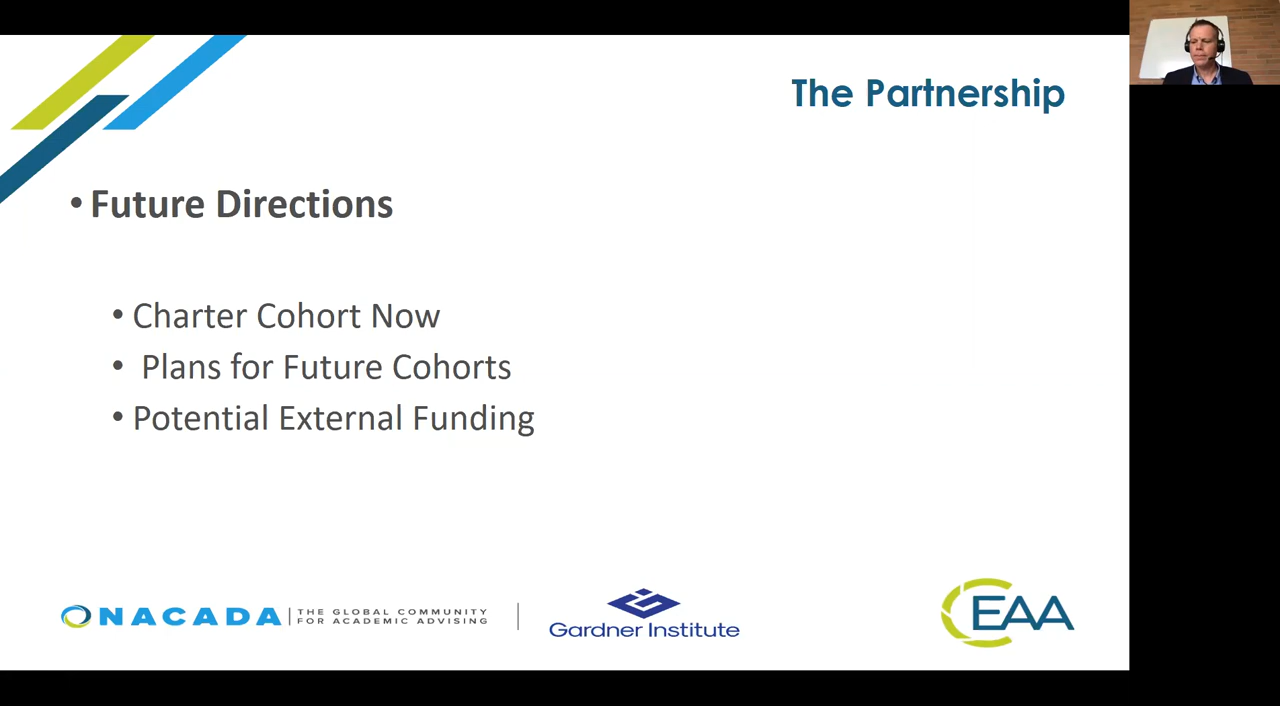 The Partnership
• Future Directions
• Charter Cohort Now
• Plans for Future Cohorts
• Potential External Funding
NACADA
THE GLOBAL COMMUNITY
FOR ACADEMIC ADVISING
Gardner Institute
EAA